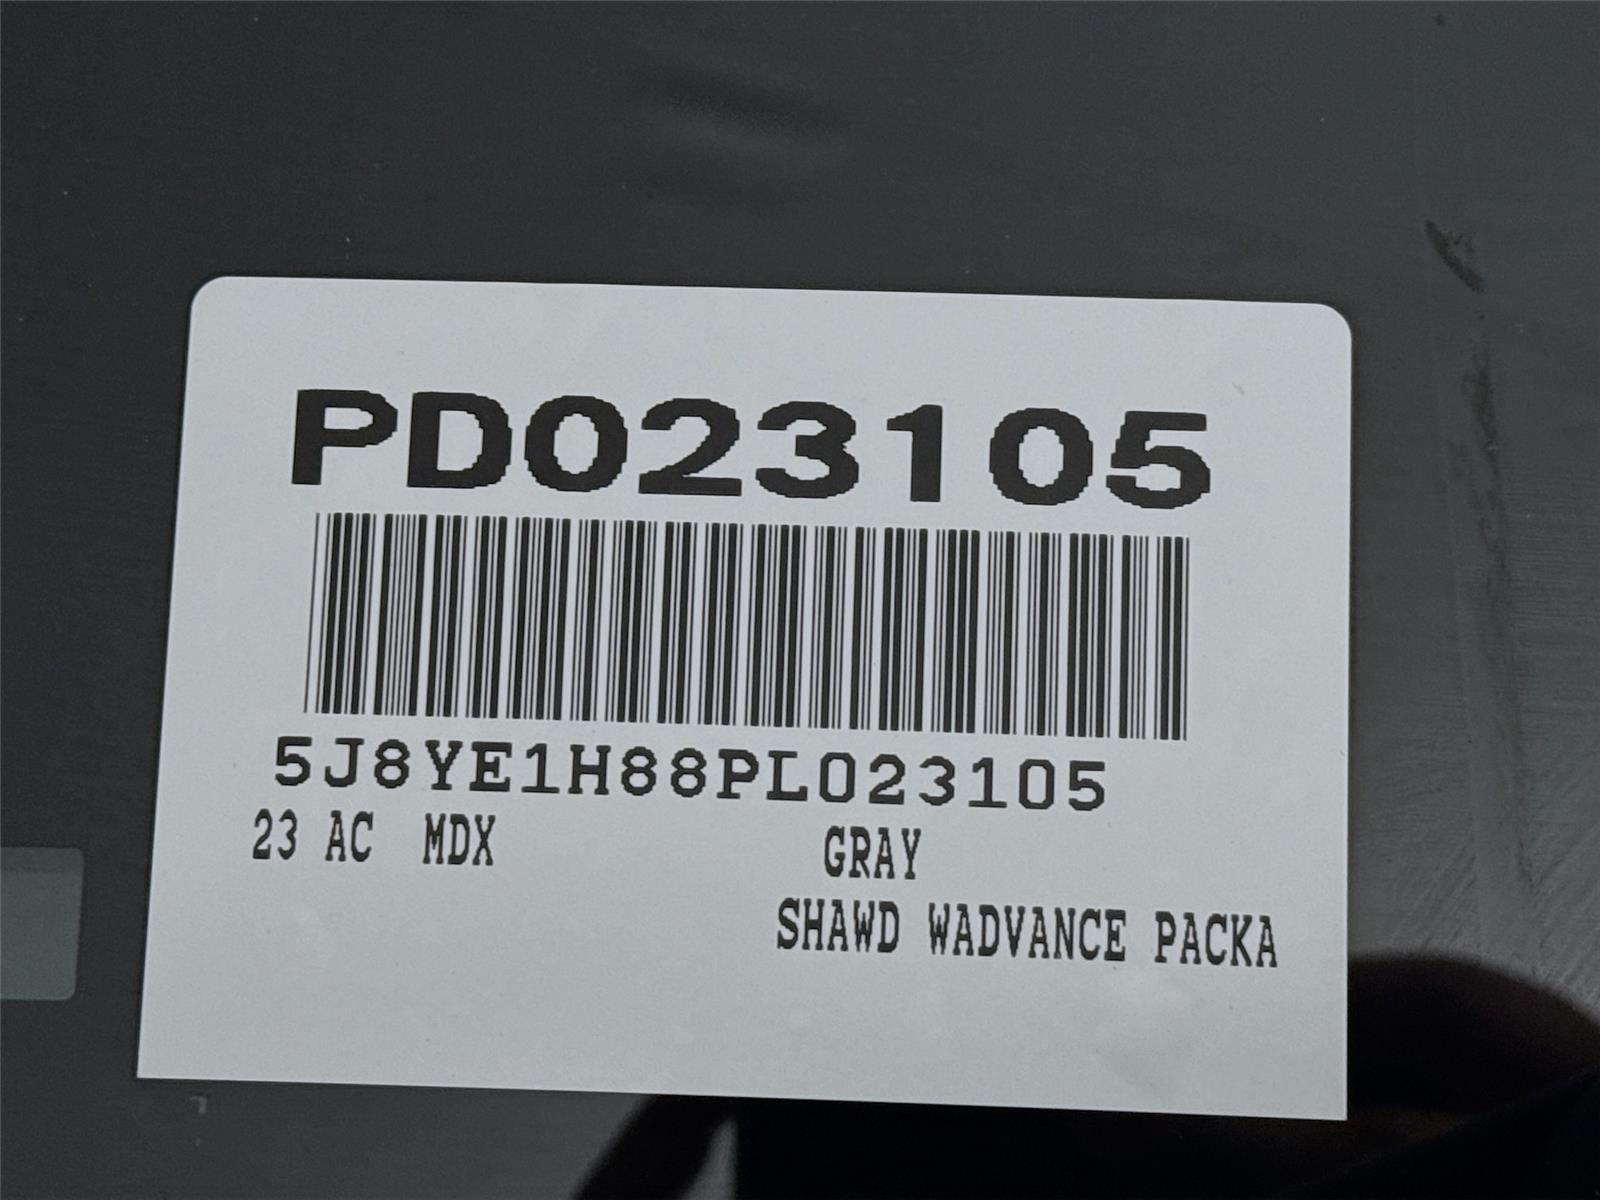 PD023105
5J8YE1H88PL023105
23 AC MDX GRAY
SHAWD WADVANCE PACKA